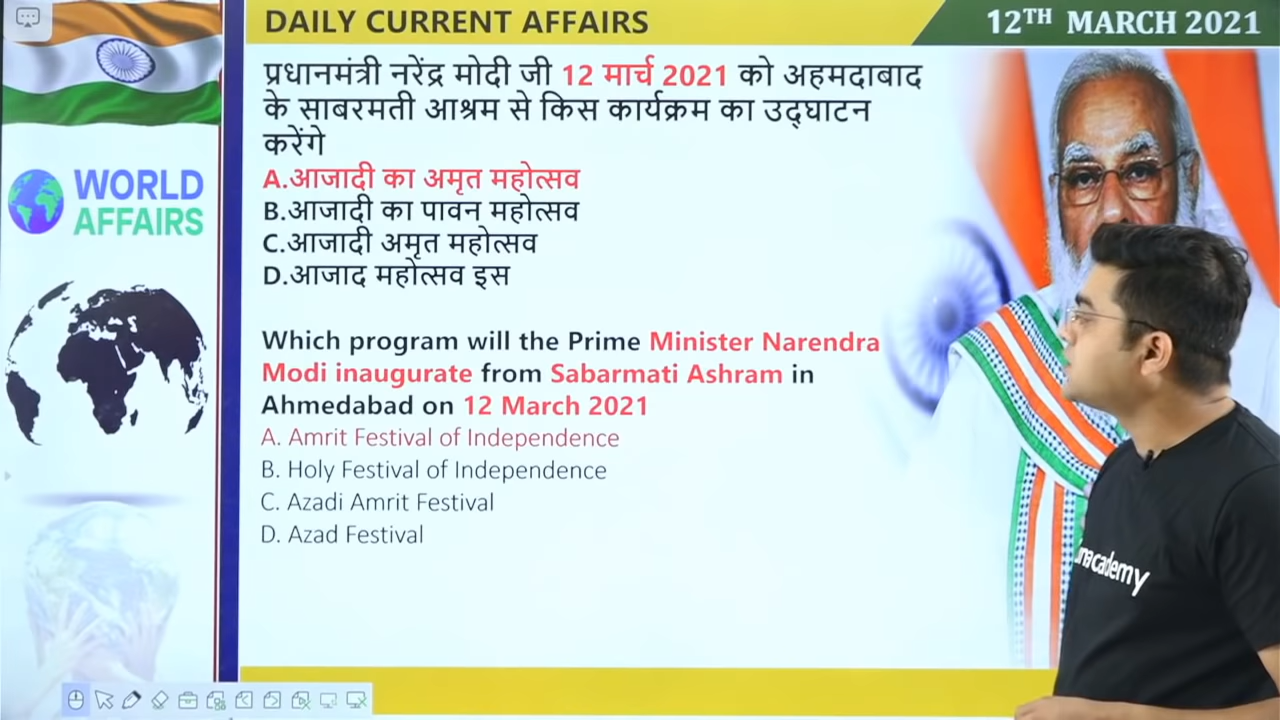 DAILY CURRENT AFFAIRS
12TH MARCH 2021
प्रधानमंत्री नरेंद्र मोदी जी 12 मार्च 2021 को अहमदाबाद
के साबरमती आश्रम से किस कार्यक्रम का उद्घाटन
करेंगे
A.आजादी का अमृत महोत्सव
B.आजादी का पावन महोत्सव
C.आजादी अमृत महोत्सव
D.आजाद महोत्सव इस
WORLD
AFFAIRS
Which program will the Prime Minister Narendra
Modi inaugurate from Sabarmati Ashram in
Ahmedabad on 12 March 2021
A. Amrit Festival of Independence
B. Holy Festival of Independence
C. Azadi Amrit Festival
D. Azad Festival